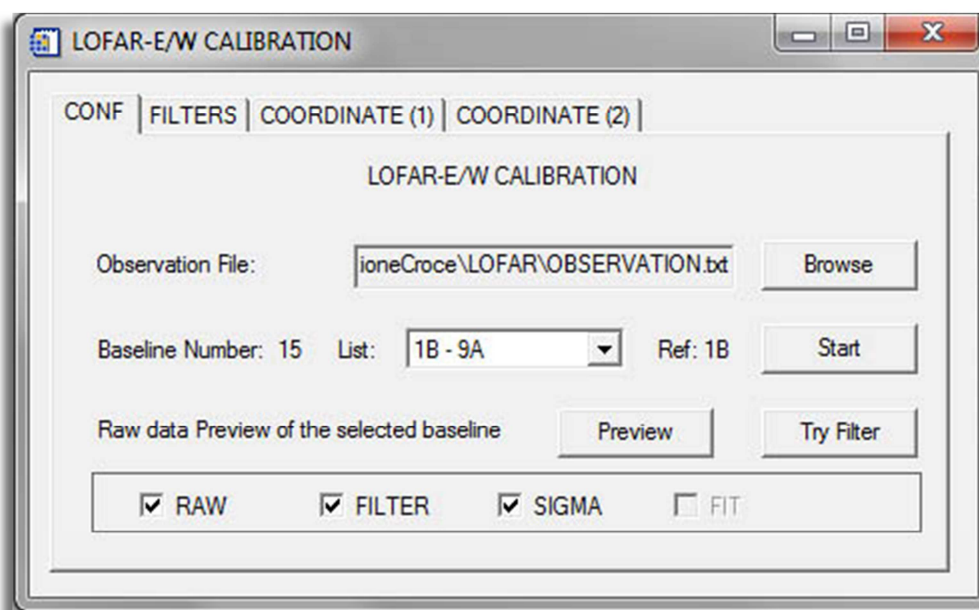 LOFAR-E/W CALIBRATION
CONF FILTERS COORDINATE (1) COORDINATE (2)
LOFAR-E/W CALIBRATION
Observation File: ioneCroce\LOFAR\OBSERVATION.txt Browse
Baseline Number: 15 List: 1B - 9A Ref: 1B Start
Raw data Preview of the selected baseline Preview Try Filter
RAW FILTER SIGMA FIT